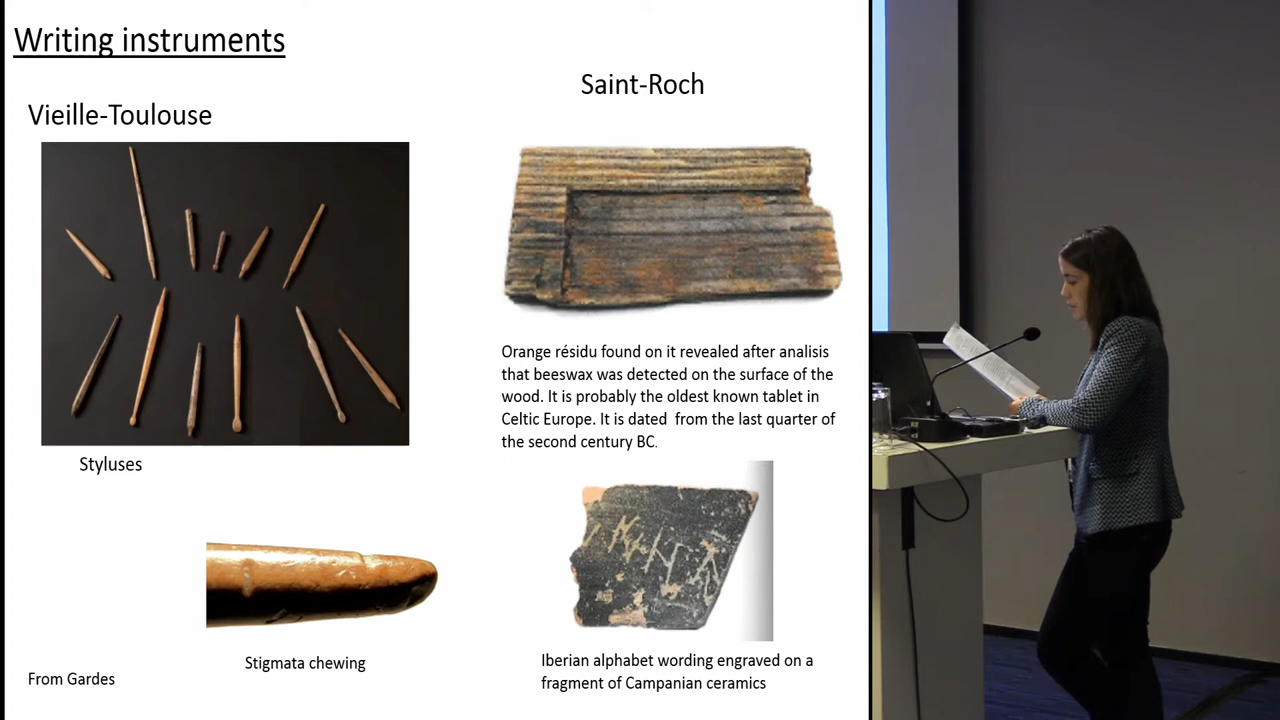 Writing instruments
Saint-Roch
Vieille-Toulouse
Orange résidu found on it revealed after analisis
that beeswax was detected on the surface of the
wood. It is probably the oldest known tablet in
Celtic Europe. It is dated from the last quarter of
the second century BC.
Styluses
Stigmata chewing
Iberian alphabet wording engraved on a
fragment of Campanian ceramics
From Gardes